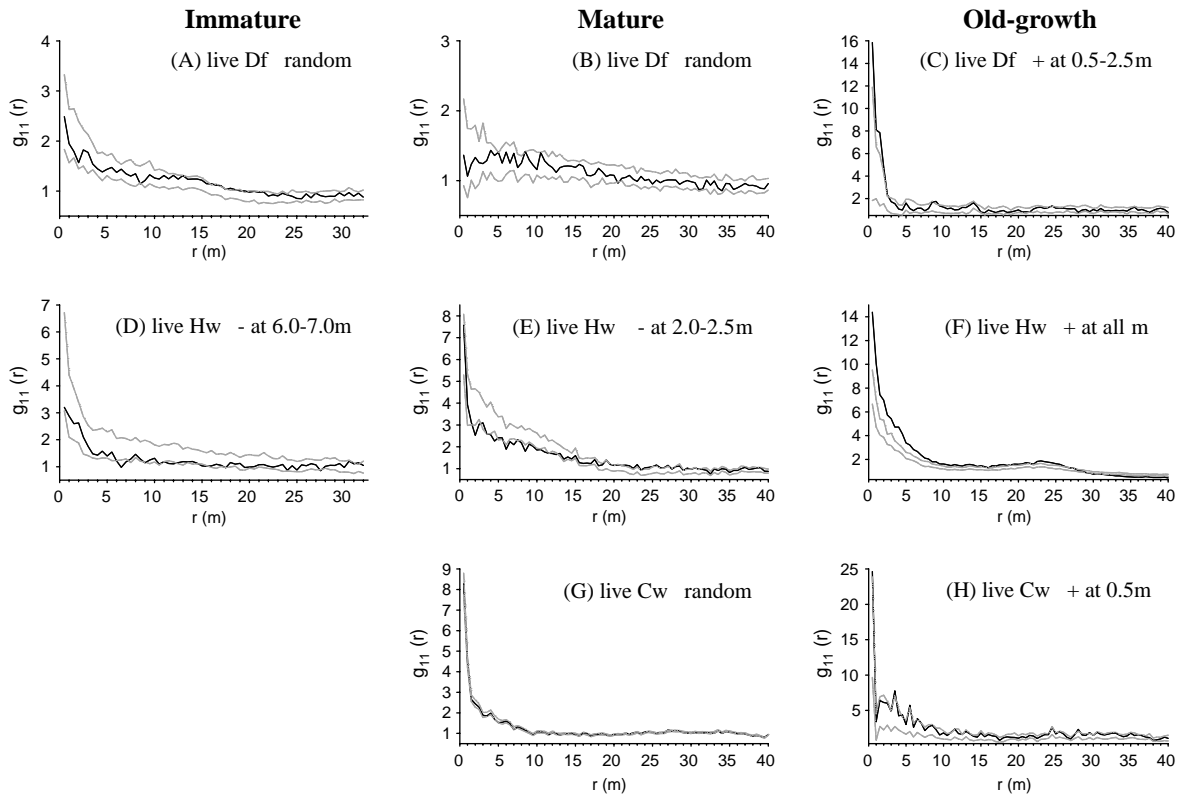 Immature
Mature
Old-growth
(A) live Df random
g11 (r)
4
3
2
1
0 5 10 15 20 25 30
r (m)
(B) live Df random
g11 (r)
3
2
1
0 5 10 15 20 25 30 35 40
r (m)
(C) live Df + at 0.5-2.5m
g11 (r)
16
14
12
10
8
6
4
2
0 5 10 15 20 25 30 35 40
r (m)
(D) live Hw - at 6.0-7.0m
g11 (r)
7
6
5
4
3
2
1
0 5 10 15 20 25 30
r (m)
(E) live Hw - at 2.0-2.5m
g11 (r)
8
7
6
5
4
3
2
1
0 5 10 15 20 25 30 35 40
r (m)
(F) live Hw + at all m
g11 (r)
14
12
10
8
6
4
2
0 5 10 15 20 25 30 35 40
r (m)
(G) live Cw random
g11 (r)
9
8
7
6
5
4
3
2
1
0 5 10 15 20 25 30 35 40
r (m)
(H) live Cw + at 0.5m
g11 (r)
25
20
15
10
5
0 5 10 15 20 25 30 35 40
r (m)